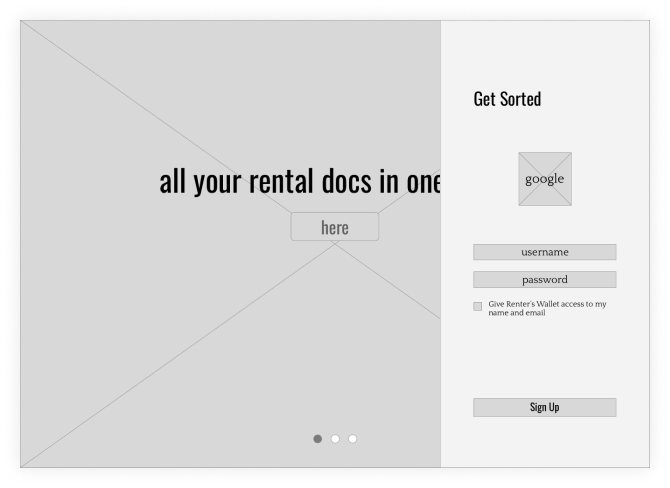 all your rental docs in one
here
Get Sorted
google
username
password
Give Renter's Wallet access to my
name and email
Sign Up